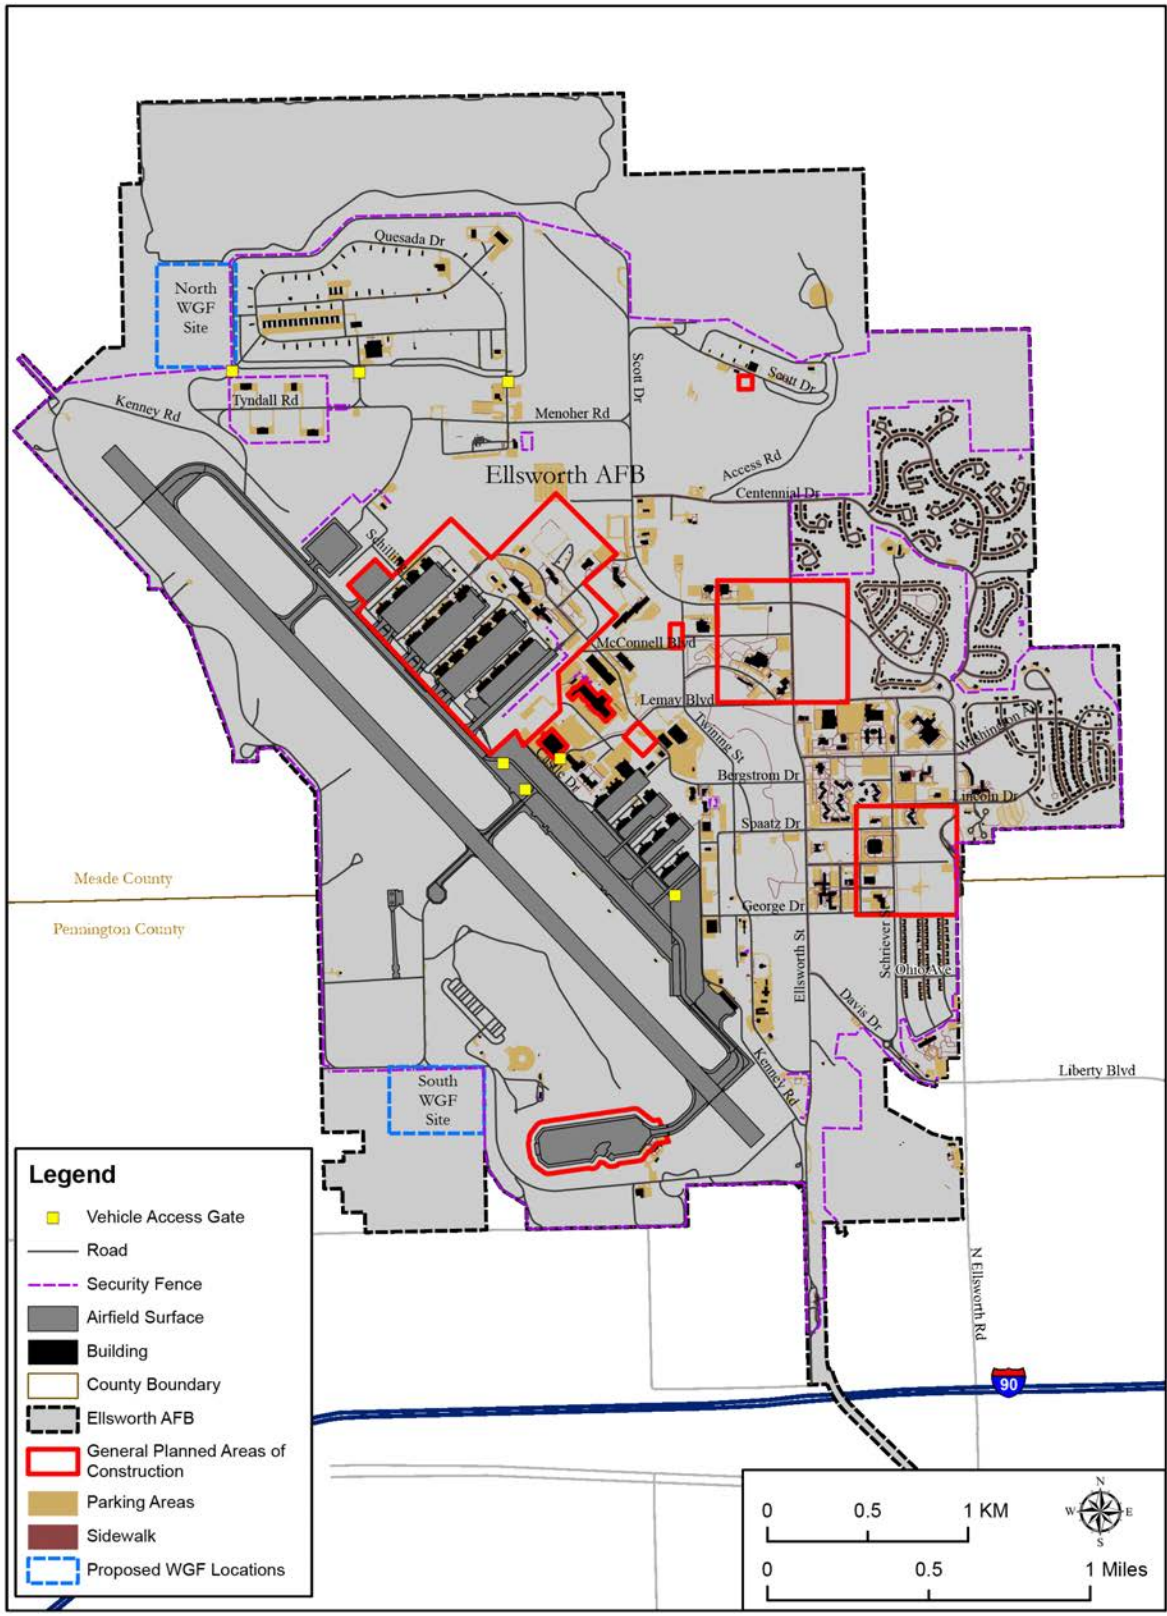 Quesada Dr
North
WGF
Site
Scott Dr
Scott Dr
Kenney Rd
Tyndall Rd
Menoher Rd
Access Rd
Ellsworth AFB
Centennial Dr
McConnell Blvd
Lemay Blvd
Twining St
Bergstrom Dr
Lincoln Dr
Spaatz Dr
Meade County
Pennington County
George Dr
Ellsworth St
Ohio Ave
Davis Dr
Kenney Rd
South
WGF
Site
Liberty Blvd
N Ellsworth Rd
90
Legend
Vehicle Access Gate
Road
Security Fence
Airfield Surface
Building
County Boundary
Ellsworth AFB
General Planned Areas of
Construction
Parking Areas
Sidewalk
Proposed WGF Locations
0 0.5 1 KM
0 0.5 1 Miles
N
W E
S